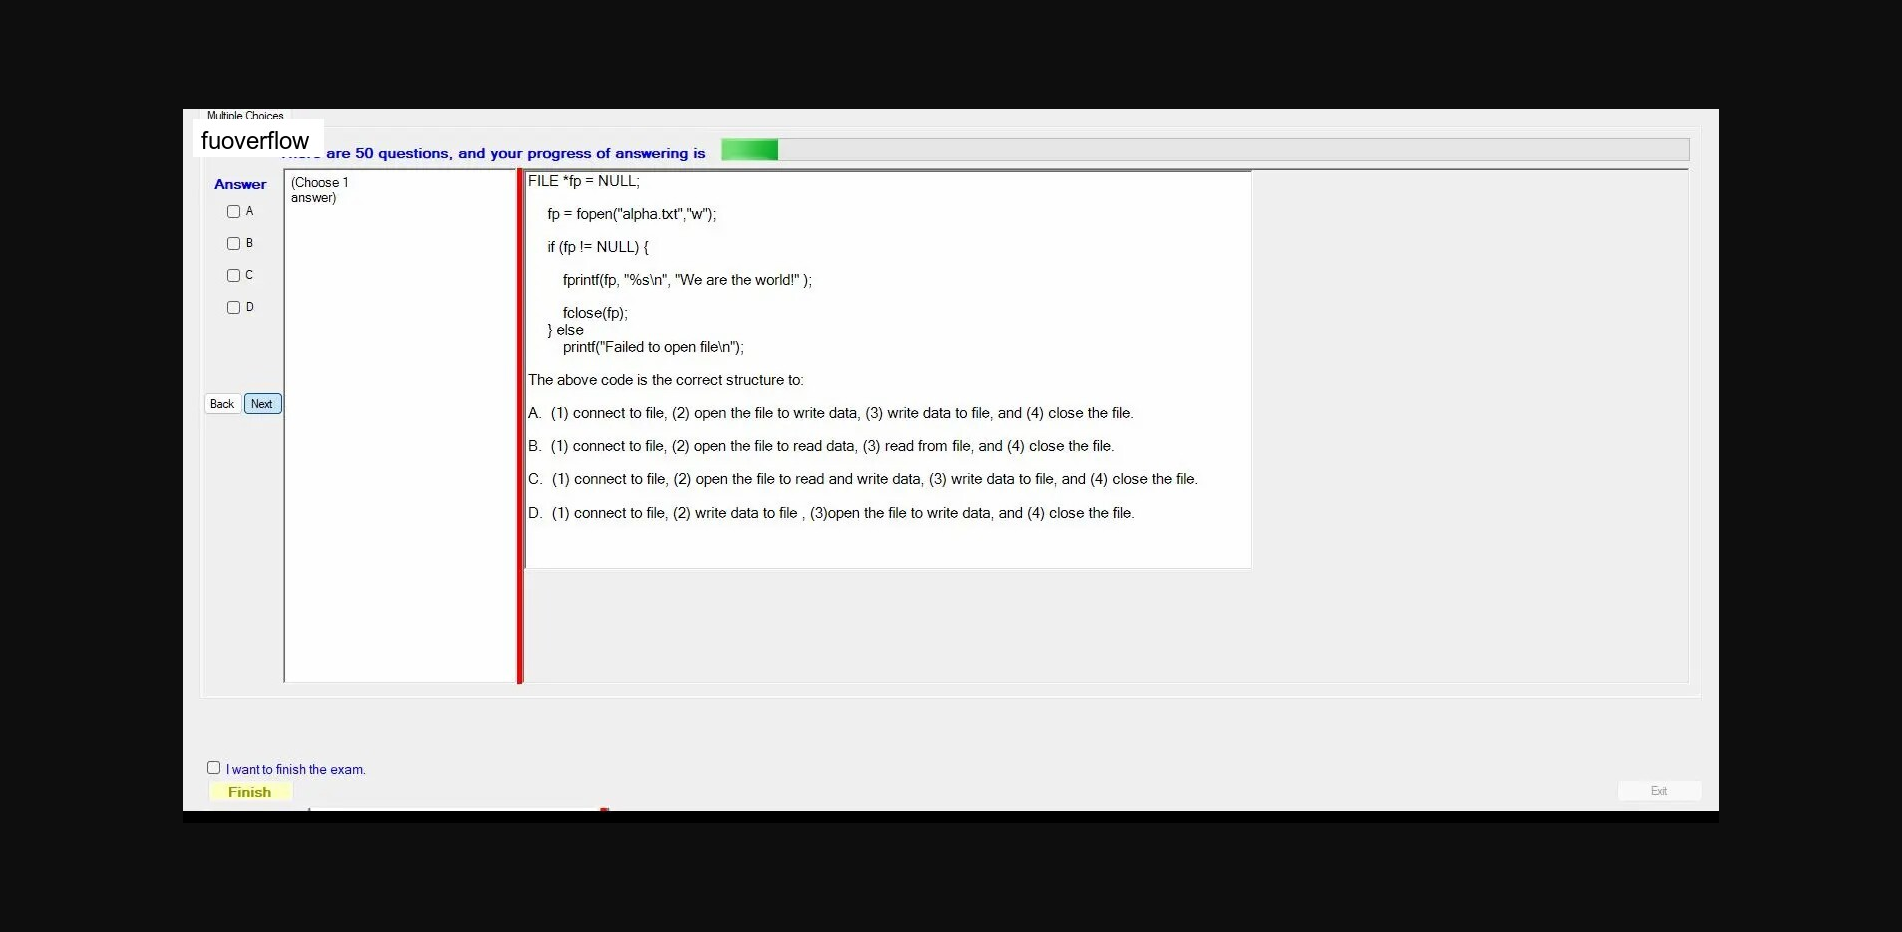 Multiple Choices
fuoverflow
are 50 questions, and your progress of answering is
Answer
A
B
C
D
Back
Next
(Choose 1
answer)
FILE *fp = NULL;
fp = fopen("alpha.txt","w");
if (fp != NULL) {
fprintf(fp, "%s\n", "We are the world!" );
fclose(fp);
} else
printf("Failed to open file\n");
The above code is the correct structure to:
A. (1) connect to file, (2) open the file to write data, (3) write data to file, and (4) close the file.
B. (1) connect to file, (2) open the file to read data, (3) read from file, and (4) close the file.
C. (1) connect to file, (2) open the file to read and write data, (3) write data to file, and (4) close the file.
D. (1) connect to file, (2) write data to file , (3)open the file to write data, and (4) close the file.
I want to finish the exam.
Finish
Exit